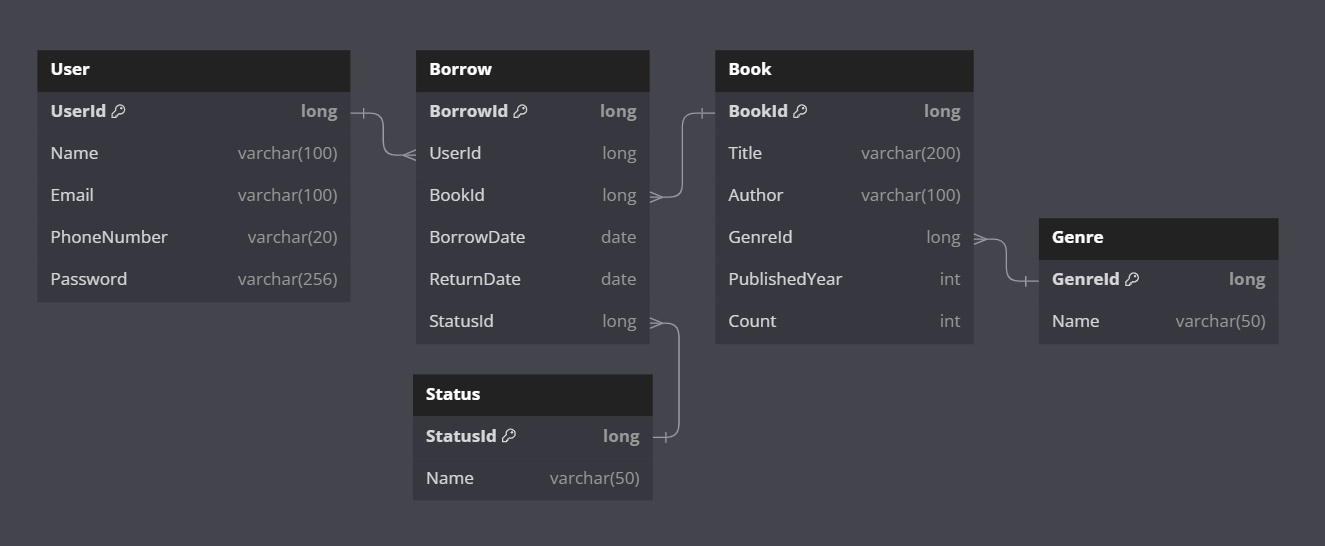 User
UserId long
Name varchar(100)
Email varchar(100)
PhoneNumber varchar(20)
Password varchar(256)
Borrow
BorrowId long
UserId long
BookId long
BorrowDate date
ReturnDate date
StatusId long
Book
BookId long
Title varchar(200)
Author varchar(100)
GenreId long
PublishedYear int
Count int
Genre
GenreId long
Name varchar(50)
Status
StatusId long
Name varchar(50)